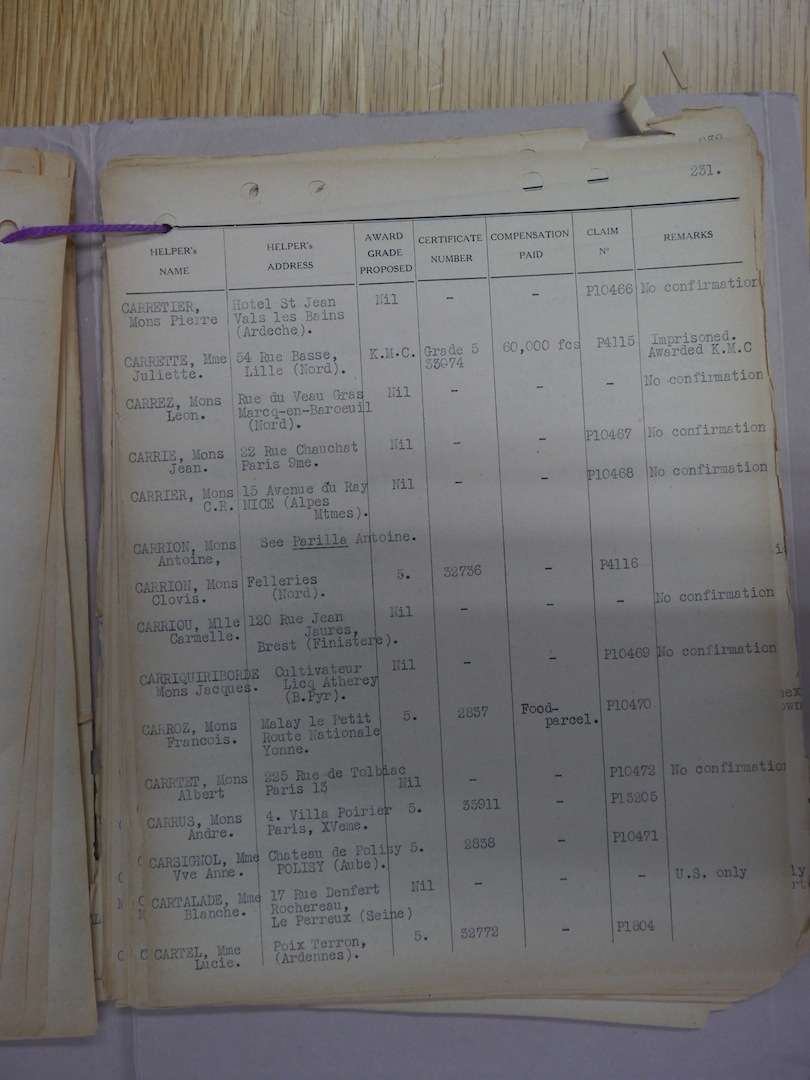 231.
HELPER's NAME HELPER's ADDRESS AWARD GRADE PROPOSED CERTIFICATE NUMBER COMPENSATION PAID CLAIM N° REMARKS
CARRETIER, Hotel St Jean Nil - - P10466 No confirmation
Mons Pierre Vals les Bains
(Ardeche).
CARRETTE, Mme 54 Rue Basse, K.M.C. Grade 5 60,000 fcs P4115 Imprisoned.
Juliette. Lille (Nord). 33974 Awarded K.M.C
CARREZ, Mons Rue du Veau Gras Nil - - - No confirmation
Leon. Marcq-en-Baroeuil
(Nord).
CARRIE, Mons 22 Rue Chauchat Nil - - P10467 No confirmation
Jean. Paris 9me.
CARRIER, Mons 15 Avenue du Ray Nil - - P10468 No confirmation
C.R. NICE (Alpes
Mtmes).
CARRION, Mons See Parilla Antoine.
Antoine,
CARRION, Mons Felleries 5. 32736 - P4116
Clovis. (Nord).
CARRIOU, Mlle 120 Rue Jean Nil - - - No confirmation
Carmelle. Jaures,
Brest (Finistere).
CARRIQUIRIBORDE Cultivateur Nil - - P10469 No confirmation
Mons Jacques. Licq Atherey
(B.Pyr).
CARROZ, Mons Malay le Petit 5. 2837 Food- P10470
Francois. Route Nationale parcel.
Yonne.
CARRTET, Mons 225 Rue de Tolbiac Nil - - P10472 No confirmation
Albert Paris 13
CARRUS, Mons 4. Villa Poirier 5. 35911 - P13205
Andre. Paris, XVeme.
CARSIGNOL, Mme Chateau de Polisy 5. 2838 - P10471
Vve Anne. POLISY (Aube).
CARTALADE, Mme 17 Rue Denfert Nil - - - U.S. only
Blanche. Rochereau,
Le Perreux (Seine)
CARTEL, Mme Poix Terron, 5. 32772 - P1804
Lucie. (Ardennes).